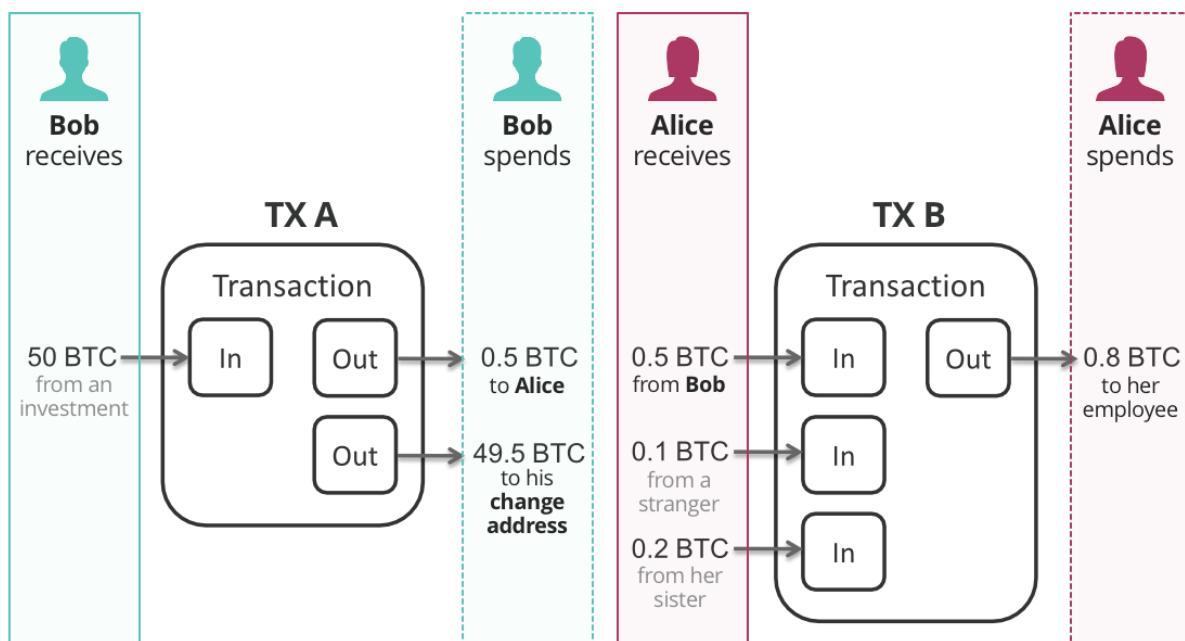 Bob
receives
Bob
spends
Alice
receives
Alice
spends
TX A
Transaction
50 BTC
from an
investment
In
Out
0.5 BTC
to Alice
Out
49.5 BTC
to his
change
address
TX B
Transaction
0.5 BTC
from Bob
In
Out
0.8 BTC
to her
employee
0.1 BTC
from a
stranger
In
0.2 BTC
from her
sister
In